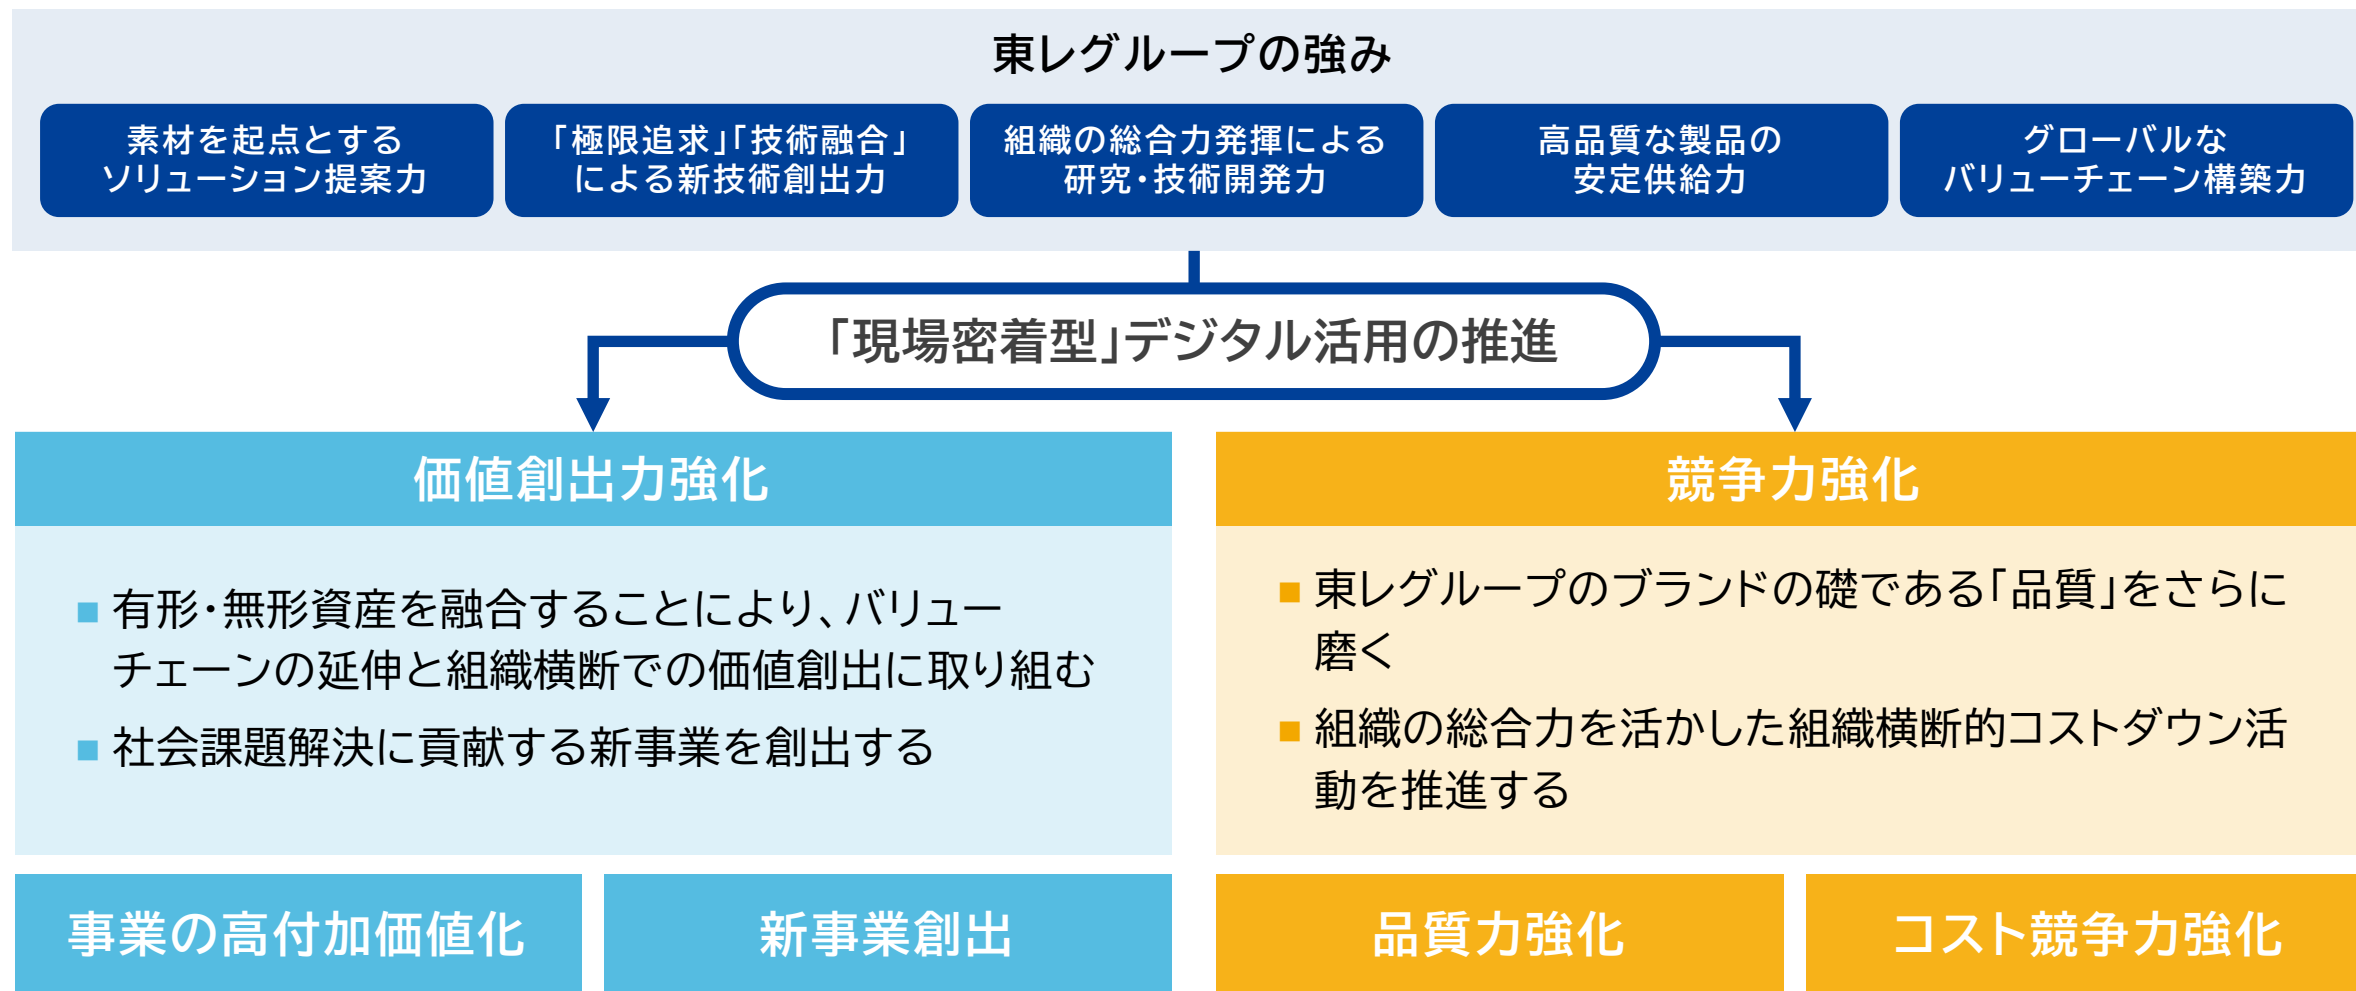 東レグループの強み
素材を起点とする
ソリューション提案力
「極限追求」「技術融合」
による新技術創出力
組織の総合力発揮による
研究・技術開発力
高品質な製品の
安定供給力
グローバルな
バリューチェーン構築力
「現場密着型」デジタル活用の推進
価値創出力強化
■ 有形・無形資産を融合することにより、バリュー
チェーンの延伸と組織横断での価値創出に取り組む
■ 社会課題解決に貢献する新事業を創出する
事業の高付加価値化
新事業創出
競争力強化
■ 東レグループのブランドの礎である「品質」をさらに
磨く
■ 組織の総合力を活かした組織横断的コストダウン活
動を推進する
品質力強化
コスト競争力強化